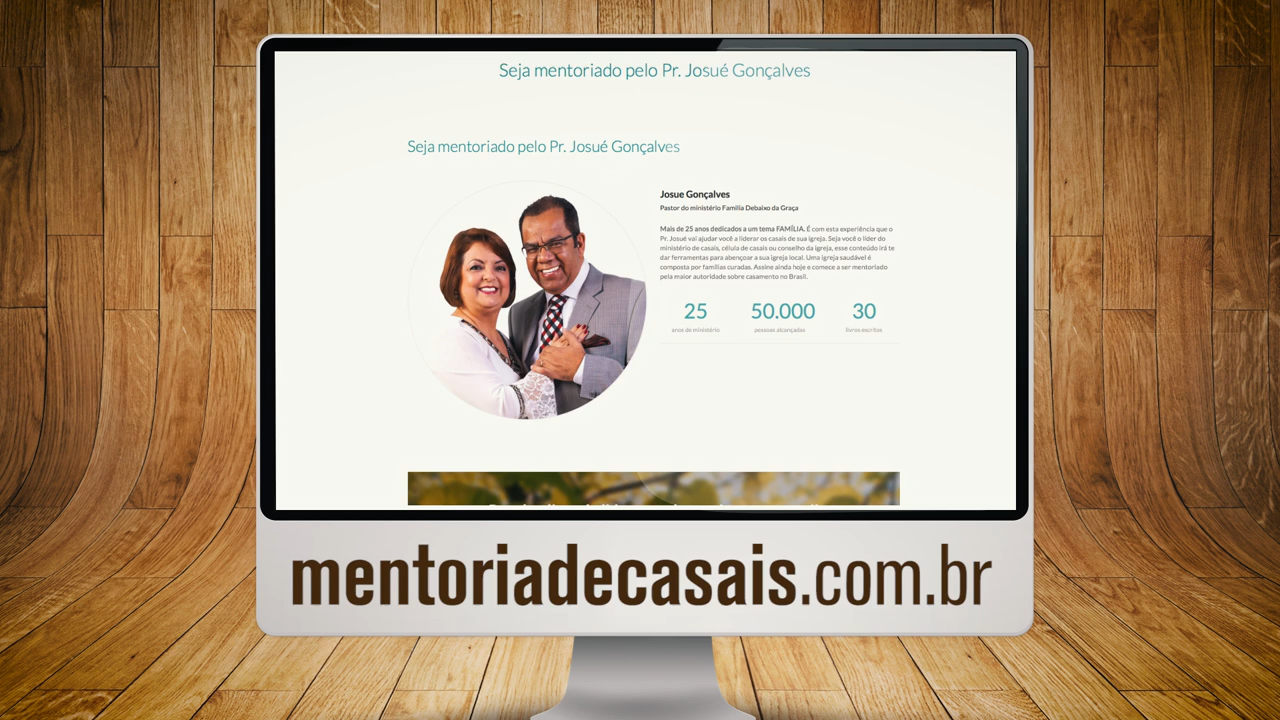 Seja mentoriado pelo Pr. Josué Gonçalves
Seja mentoriado pelo Pr. Josué Gonçalves
Josue Gonçalves
Pastor do ministério Família Debaixo da Graça
Mais de 25 anos dedicados a um tema FAMÍLIA. É com esta experiência que o
Pr. Josué vai ajudar você a liderar os casais de sua igreja. Seja você o líder do
ministério de casais, célula de casais ou conselho da igreja, esse conteúdo irá te
dar ferramentas para abençoar a sua igreja local. Uma igreja saudável é
composta por famílias curadas. Assine ainda hoje e comece a ser mentoriado
pela maior autoridade sobre casamento no Brasil.
25 50.000 30
anos de ministério pessoas alcançadas livros escritos
mentoriadecasais.com.br